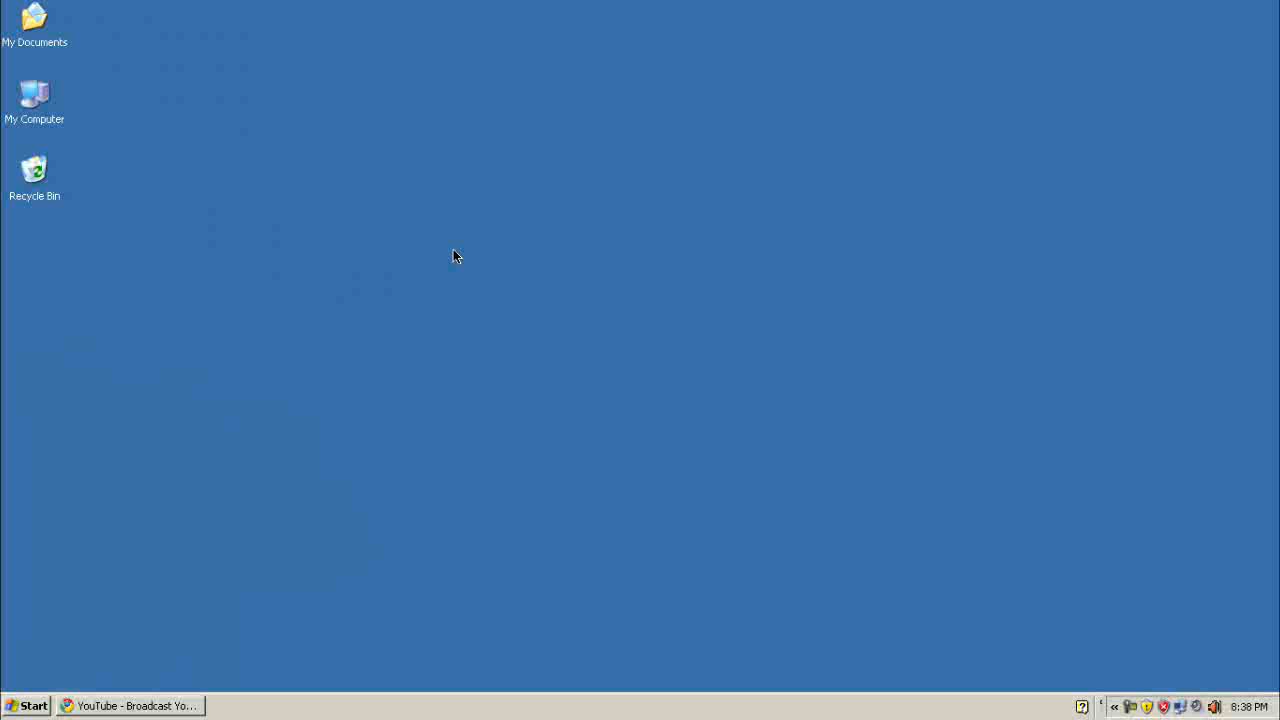 My Documents
My Computer
Recycle Bin
Start
YouTube - Broadcast Yo...
8:38 PM